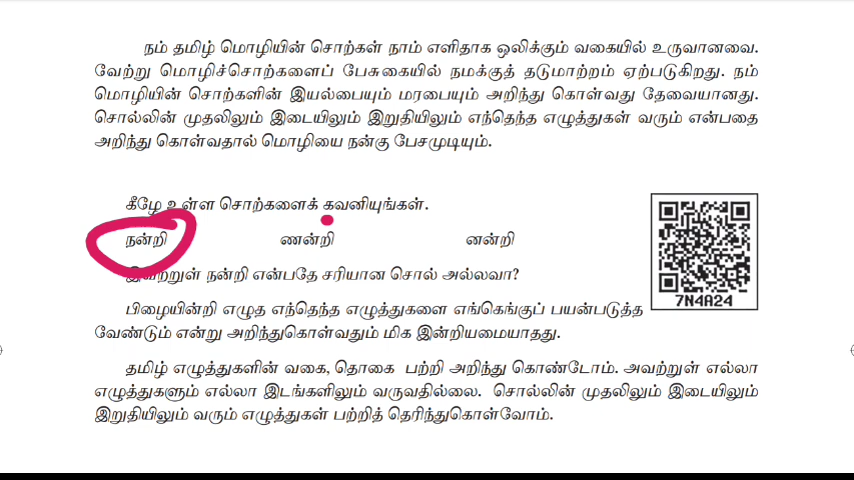 நம் தமிழ் மொழியின் சொற்கள் நாம் எளிதாக ஒலிக்கும் வகையில் உருவானவை.
வேற்று மொழிச்சொற்களைப் பேசுகையில் நமக்குத் தடுமாற்றம் ஏற்படுகிறது. நம்
மொழியின் சொற்களின் இயல்பையும் மரபையும் அறிந்து கொள்வது தேவையானது.
சொல்லின் முதலிலும் இடையிலும் இறுதியிலும் எந்தெந்த எழுத்துகள் வரும் என்பதை
அறிந்து கொள்வதால் மொழியை நன்கு பேசமுடியும்.
கீழே உள்ள சொற்களைக் கவனியுங்கள்.
நன்றி ணன்றி னன்றி
இவற்றுள் நன்றி என்பதே சரியான சொல் அல்லவா?
பிழையின்றி எழுத எந்தெந்த எழுத்துகளை எங்கெங்குப் பயன்படுத்த
வேண்டும் என்று அறிந்துகொள்வதும் மிக இன்றியமையாதது.
7N4A24
தமிழ் எழுத்துகளின் வகை, தொகை பற்றி அறிந்து கொண்டோம். அவற்றுள் எல்லா
எழுத்துகளும் எல்லா இடங்களிலும் வருவதில்லை. சொல்லின் முதலிலும் இடையிலும்
இறுதியிலும் வரும் எழுத்துகள் பற்றித் தெரிந்துகொள்வோம்.